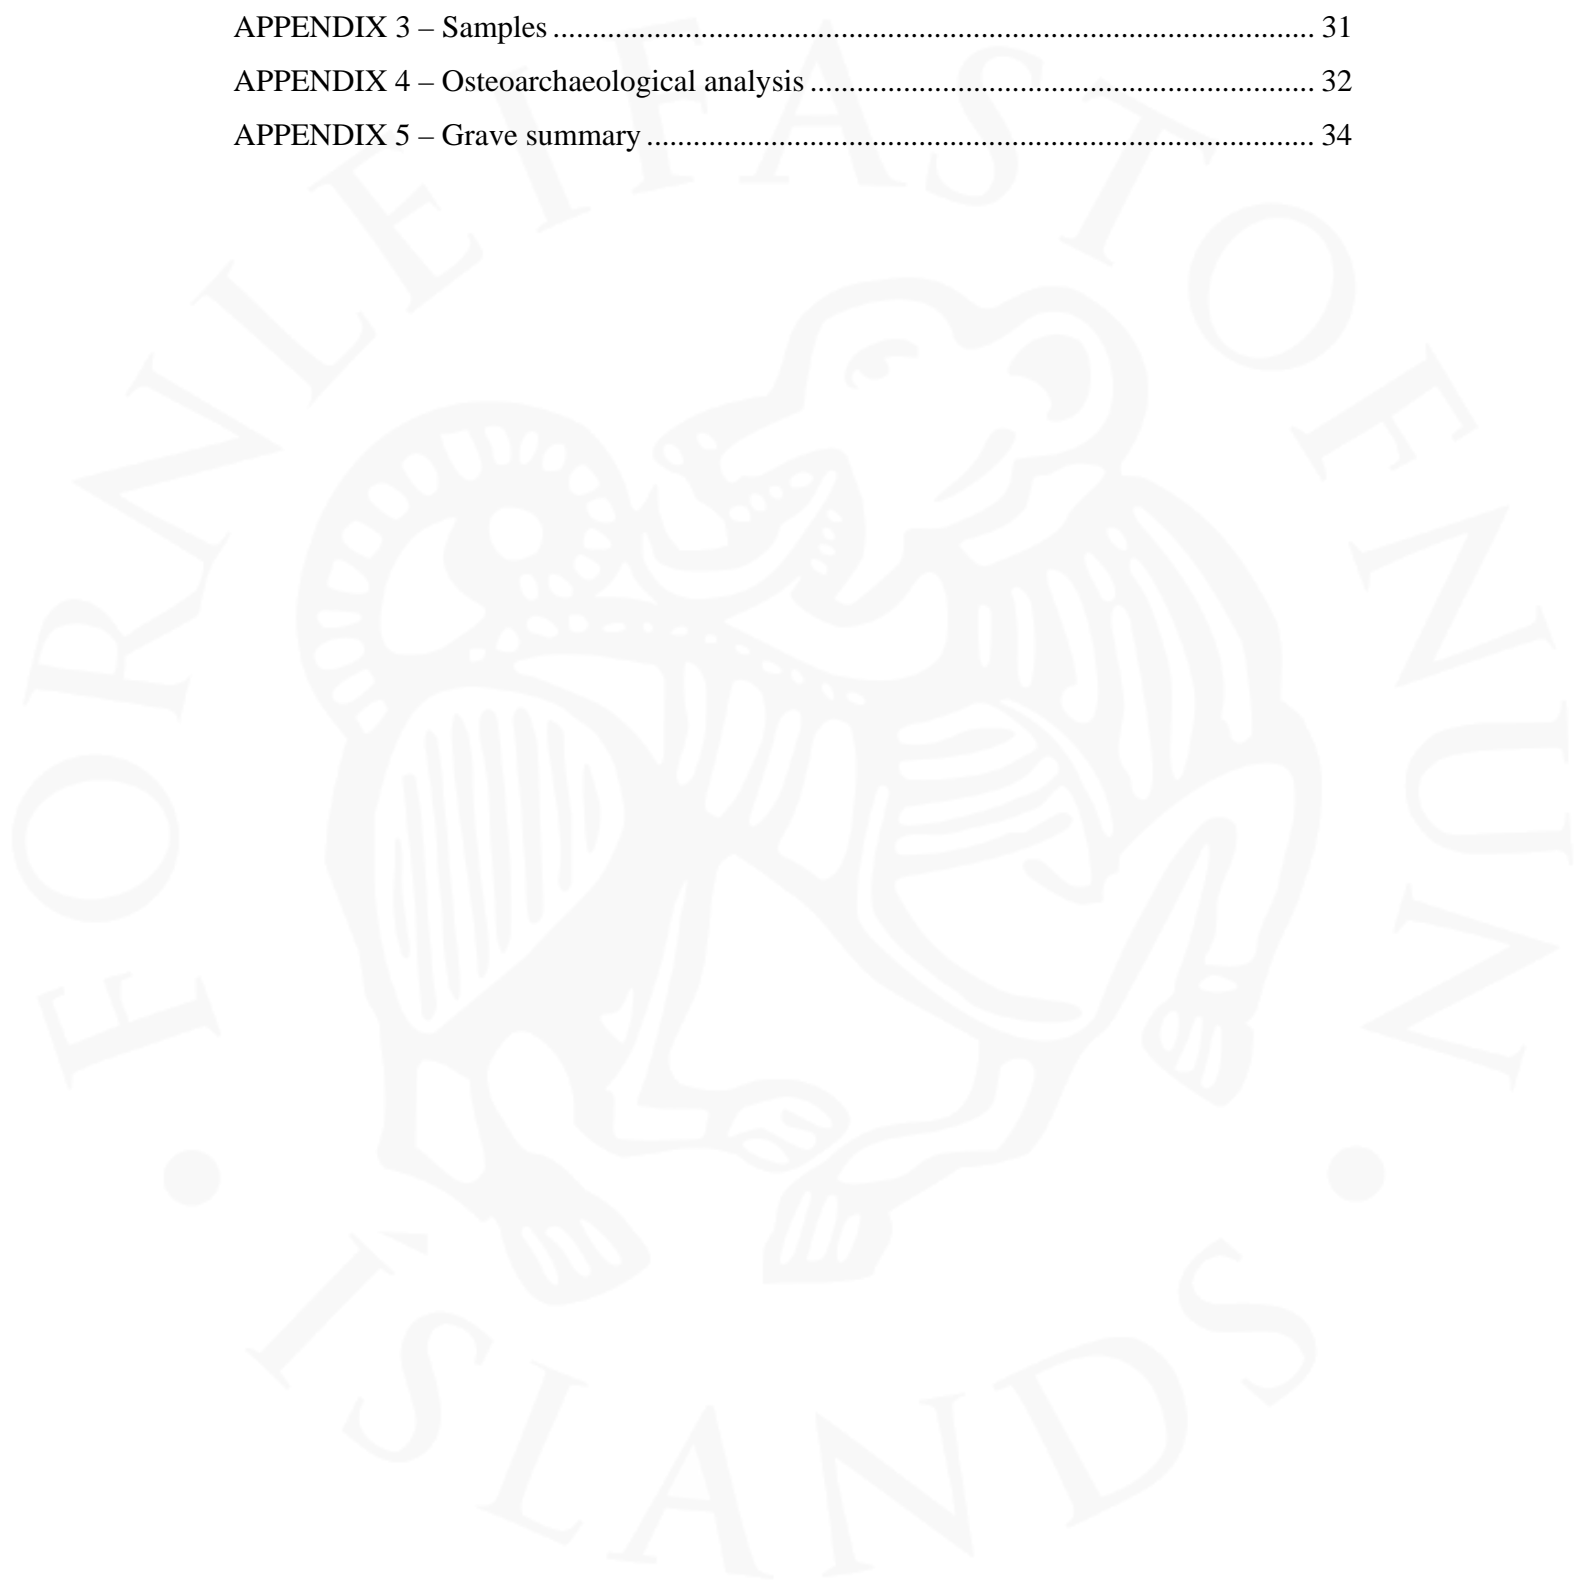 APPENDIX 3 – Samples ................................................................................................. 31
APPENDIX 4 – Osteoarchaeological analysis ................................................................ 32
APPENDIX 5 – Grave summary ..................................................................................... 34
· FORNLEIFASTOFNUN ·
ÍSLANDS